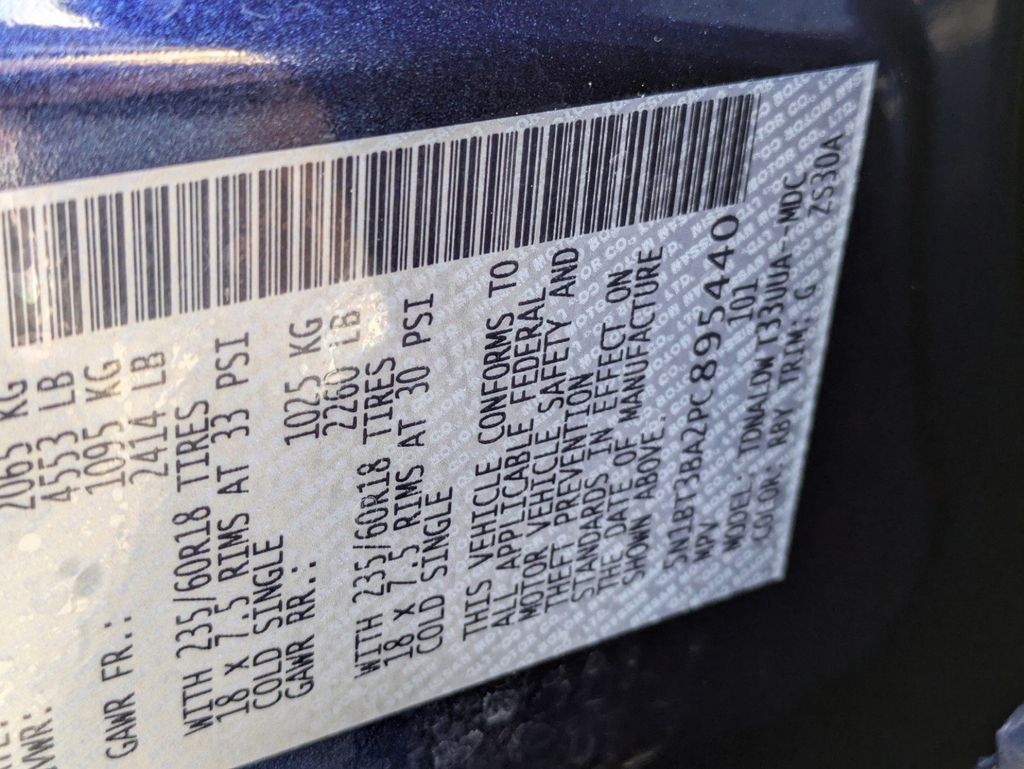 GVWR: 2065 KG
4553 LB
GAWR FR.: 1095 KG
2414 LB
WITH 235/60R18 TIRES
18 x 7.5 RIMS AT 33 PSI
COLD SINGLE
GAWR RR.: 1025 KG
2260 LB
WITH 235/60R18 TIRES
18 x 7.5 RIMS AT 30 PSI
COLD SINGLE
THIS VEHICLE CONFORMS TO
ALL APPLICABLE FEDERAL
MOTOR VEHICLE SAFETY AND
THEFT PREVENTION
STANDARDS IN EFFECT ON
THE DATE OF MANUFACTURE
SHOWN ABOVE.
5N1BT3BA2PC895440
MPV 101
MODEL: TDNALOW T33UUA--MDC
COLOR: RBY TRIM: G ZS30A